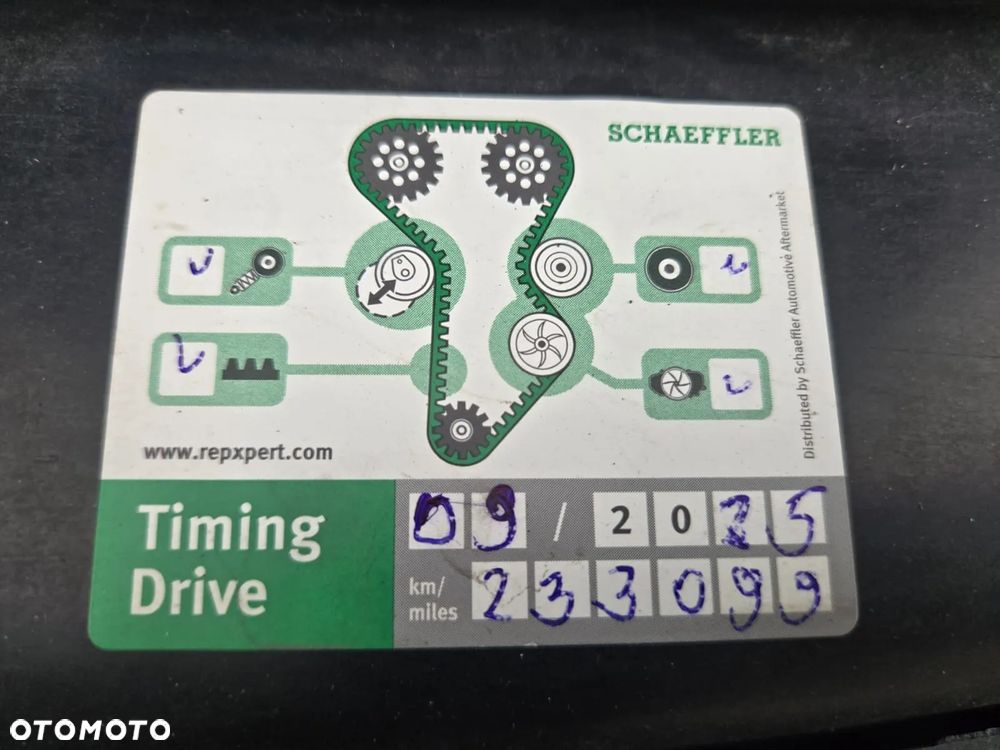 SCHAEFFLER
Distributed by Schaeffler Automotive Aftermarket
www.repxpert.com
Timing
Drive
09 / 2025
km/
miles
233099
OTOMOTO